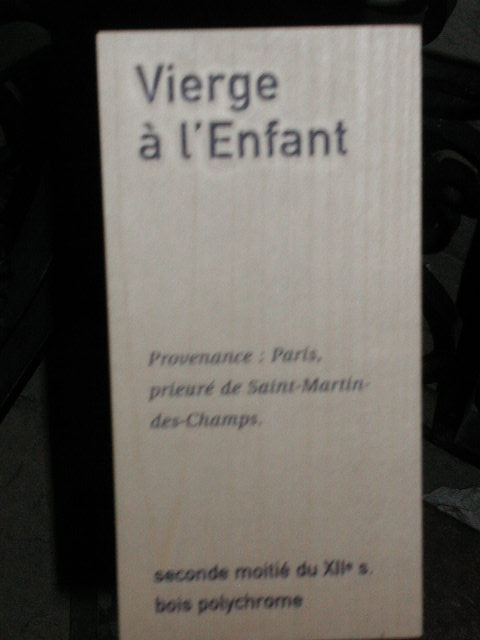 Vierge
à l'Enfant
Provenance : Paris,
prieuré de Saint-Martin-
des-Champs.
seconde moitié du XIIe s.
bois polychrome